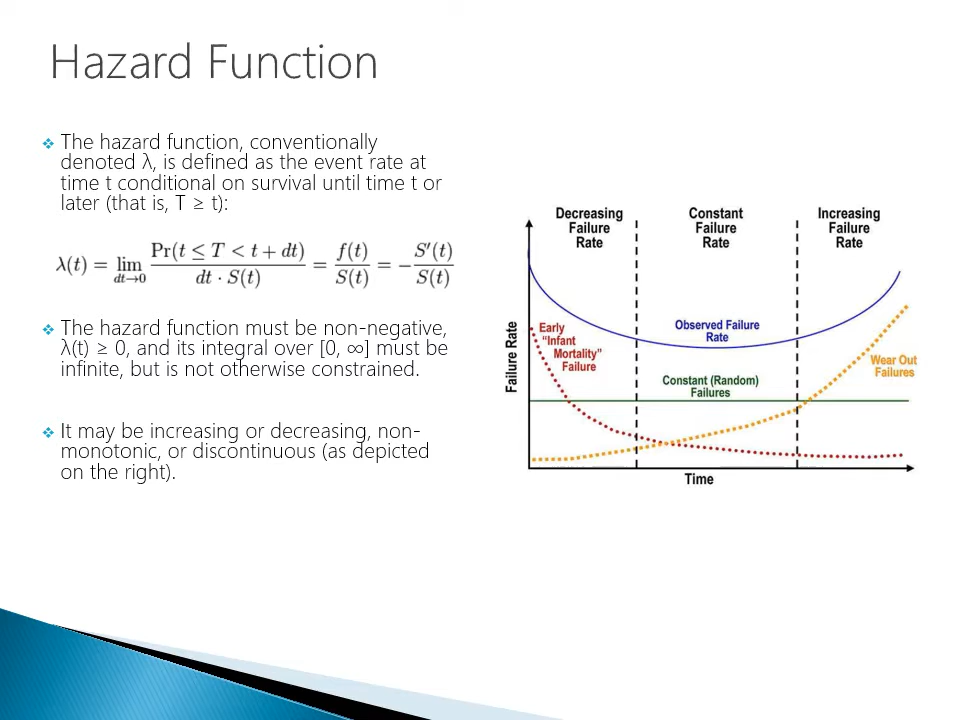 Hazard Function
❖ The hazard function, conventionally
denoted λ, is defined as the event rate at
time t conditional on survival until time t or
later (that is, T ≥ t):
λ(t) = lim_{dt→0} Pr(t ≤ T < t + dt) / (dt · S(t)) = f(t) / S(t) = − S′(t) / S(t)
❖ The hazard function must be non-negative,
λ(t) ≥ 0, and its integral over [0, ∞] must be
infinite, but is not otherwise constrained.
❖ It may be increasing or decreasing, non-
monotonic, or discontinuous (as depicted
on the right).
Decreasing
Failure
Rate
Constant
Failure
Rate
Increasing
Failure
Rate
Failure Rate
Early
"Infant
Mortality"
Failure
Observed Failure
Rate
Constant (Random)
Failures
Wear Out
Failures
Time